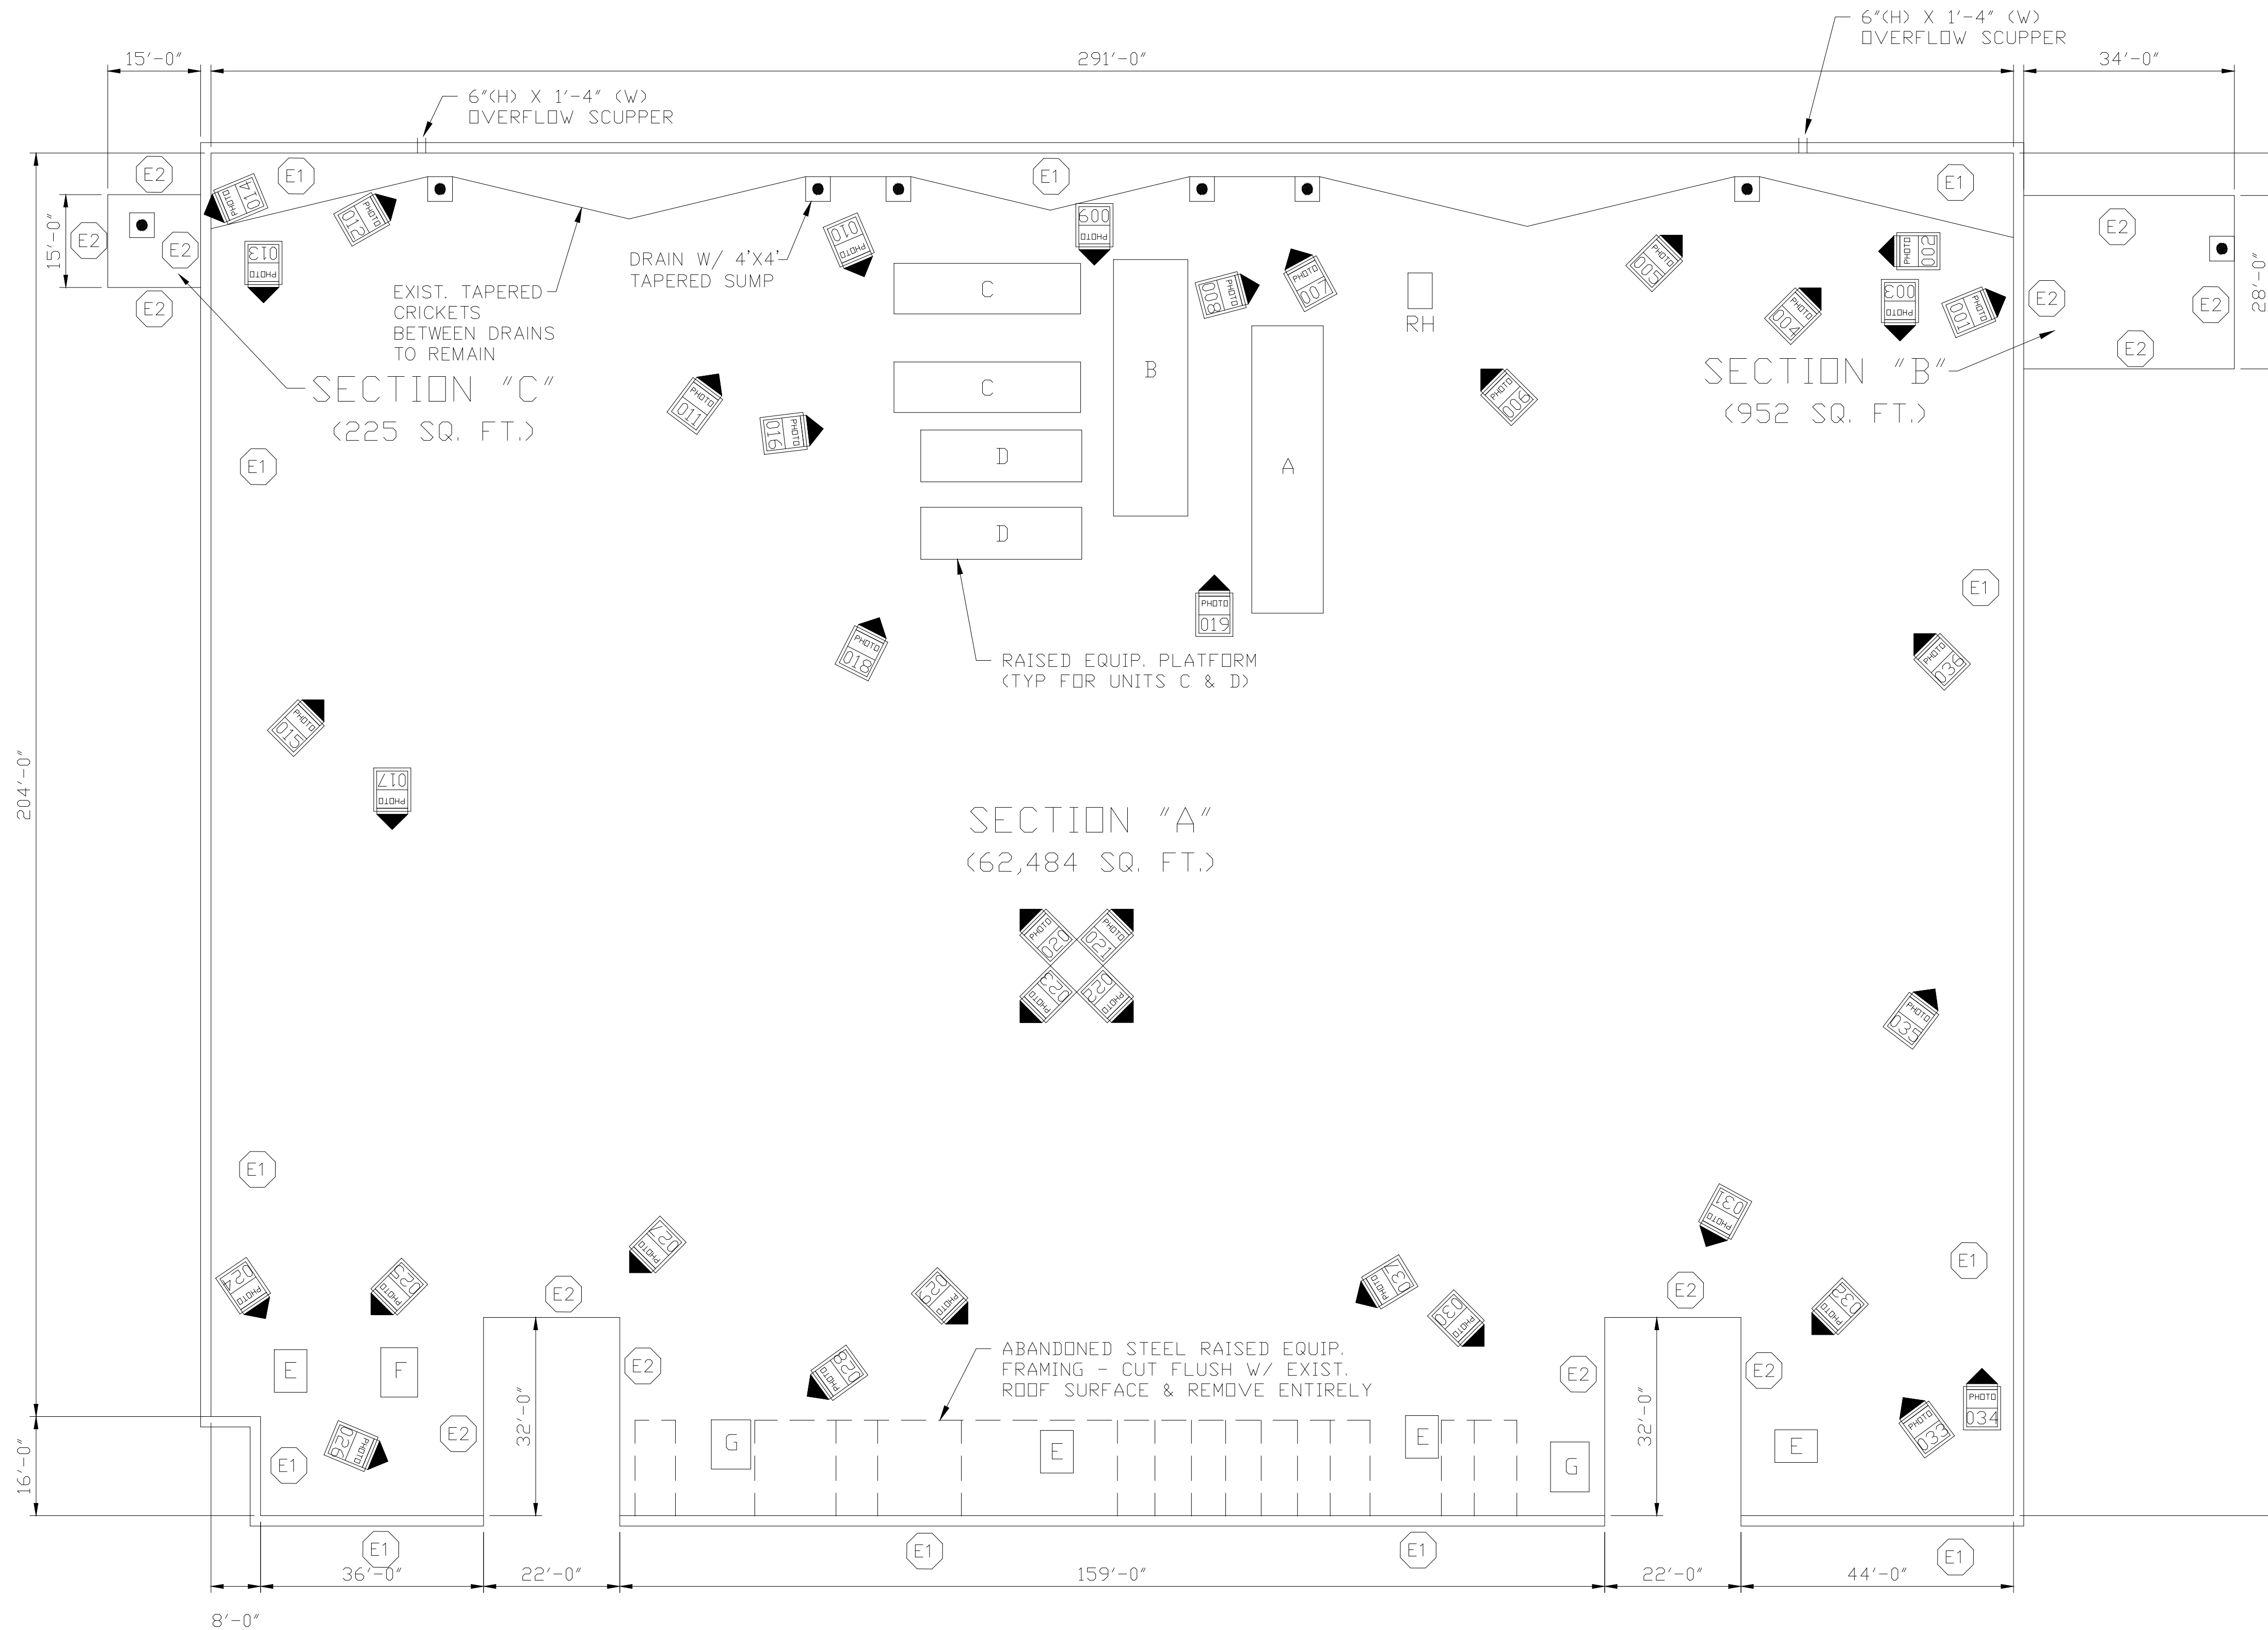 6"(H) X 1'-4" (W)
OVERFLOW SCUPPER
15'-0"
291'-0"
34'-0"
6"(H) X 1'-4" (W)
OVERFLOW SCUPPER
E2
E1
E1
E1
PHOTO
014
PHOTO
012
15'-0"
E2
E2
PHOTO
013
E2
PHOTO
010
PHOTO
009
DRAIN W/ 4'X4'
TAPERED SUMP
EXIST. TAPERED
CRICKETS
BETWEEN DRAINS
TO REMAIN
C
PHOTO
008
PHOTO
007
RH
PHOTO
005
PHOTO
002
PHOTO
003
PHOTO
004
PHOTO
001
E2
E2
E2
E2
28'-0"
SECTION "C"
(225 SQ. FT.)
SECTION "B"
(952 SQ. FT.)
C
B
PHOTO
006
PHOTO
011
PHOTO
016
E1
D
A
D
E1
PHOTO
019
PHOTO
018
RAISED EQUIP. PLATFORM
(TYP FOR UNITS C & D)
PHOTO
036
PHOTO
015
PHOTO
017
204'-0"
SECTION "A"
(62,484 SQ. FT.)
PHOTO
020
PHOTO
021
PHOTO
023
PHOTO
022
PHOTO
035
E1
PHOTO
031
PHOTO
027
E1
PHOTO
024
PHOTO
025
E2
PHOTO
029
PHOTO
037
PHOTO
030
E2
PHOTO
032
E
F
E2
PHOTO
028
ABANDONED STEEL RAISED EQUIP.
FRAMING - CUT FLUSH W/ EXIST.
ROOF SURFACE & REMOVE ENTIRELY
E2
E2
32'-0"
32'-0"
PHOTO
034
PHOTO
033
PHOTO
026
E2
G
E
E
G
E
16'-0"
E1
E1
E1
E1
E1
36'-0"
22'-0"
159'-0"
22'-0"
44'-0"
8'-0"